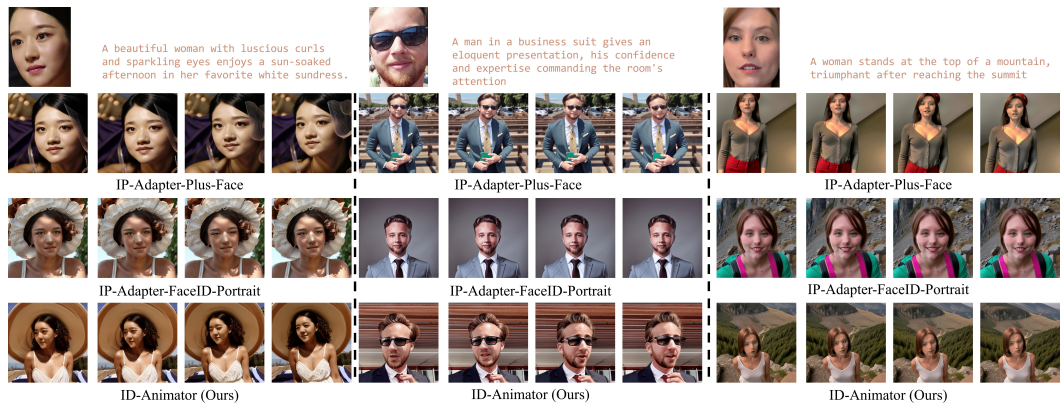 A beautiful woman with luscious curls
and sparkling eyes enjoys a sun-soaked
afternoon in her favorite white sundress.
A man in a business suit gives an
eloquent presentation, his confidence
and expertise commanding the room's
attention
A woman stands at the top of a mountain,
triumphant after reaching the summit
IP-Adapter-Plus-Face
IP-Adapter-Plus-Face
IP-Adapter-Plus-Face
IP-Adapter-FaceID-Portrait
IP-Adapter-FaceID-Portrait
IP-Adapter-FaceID-Portrait
ID-Animator (Ours)
ID-Animator (Ours)
ID-Animator (Ours)